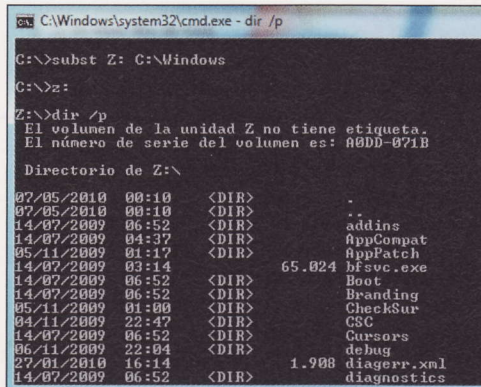 C:\Windows\system32\cmd.exe - dir /p
C:\>subst Z: C:\Windows
C:\>z:
Z:\>dir /p
El volumen de la unidad Z no tiene etiqueta.
El número de serie del volumen es: A0DD-071B
Directorio de Z:\
07/05/2010 00:10 <DIR> .
07/05/2010 00:10 <DIR> ..
14/07/2009 06:52 <DIR> addins
14/07/2009 04:37 <DIR> AppCompat
05/11/2009 01:17 <DIR> AppPatch
14/07/2009 03:14 65.024 bfsvc.exe
14/07/2009 06:52 <DIR> Boot
14/07/2009 06:52 <DIR> Branding
05/11/2009 01:00 <DIR> CheckSur
04/11/2009 22:47 <DIR> CSC
14/07/2009 06:52 <DIR> Cursors
06/11/2009 22:04 <DIR> debug
27/01/2010 16:14 1.908 diagerr.xml
14/07/2009 06:52 <DIR> diagnostics